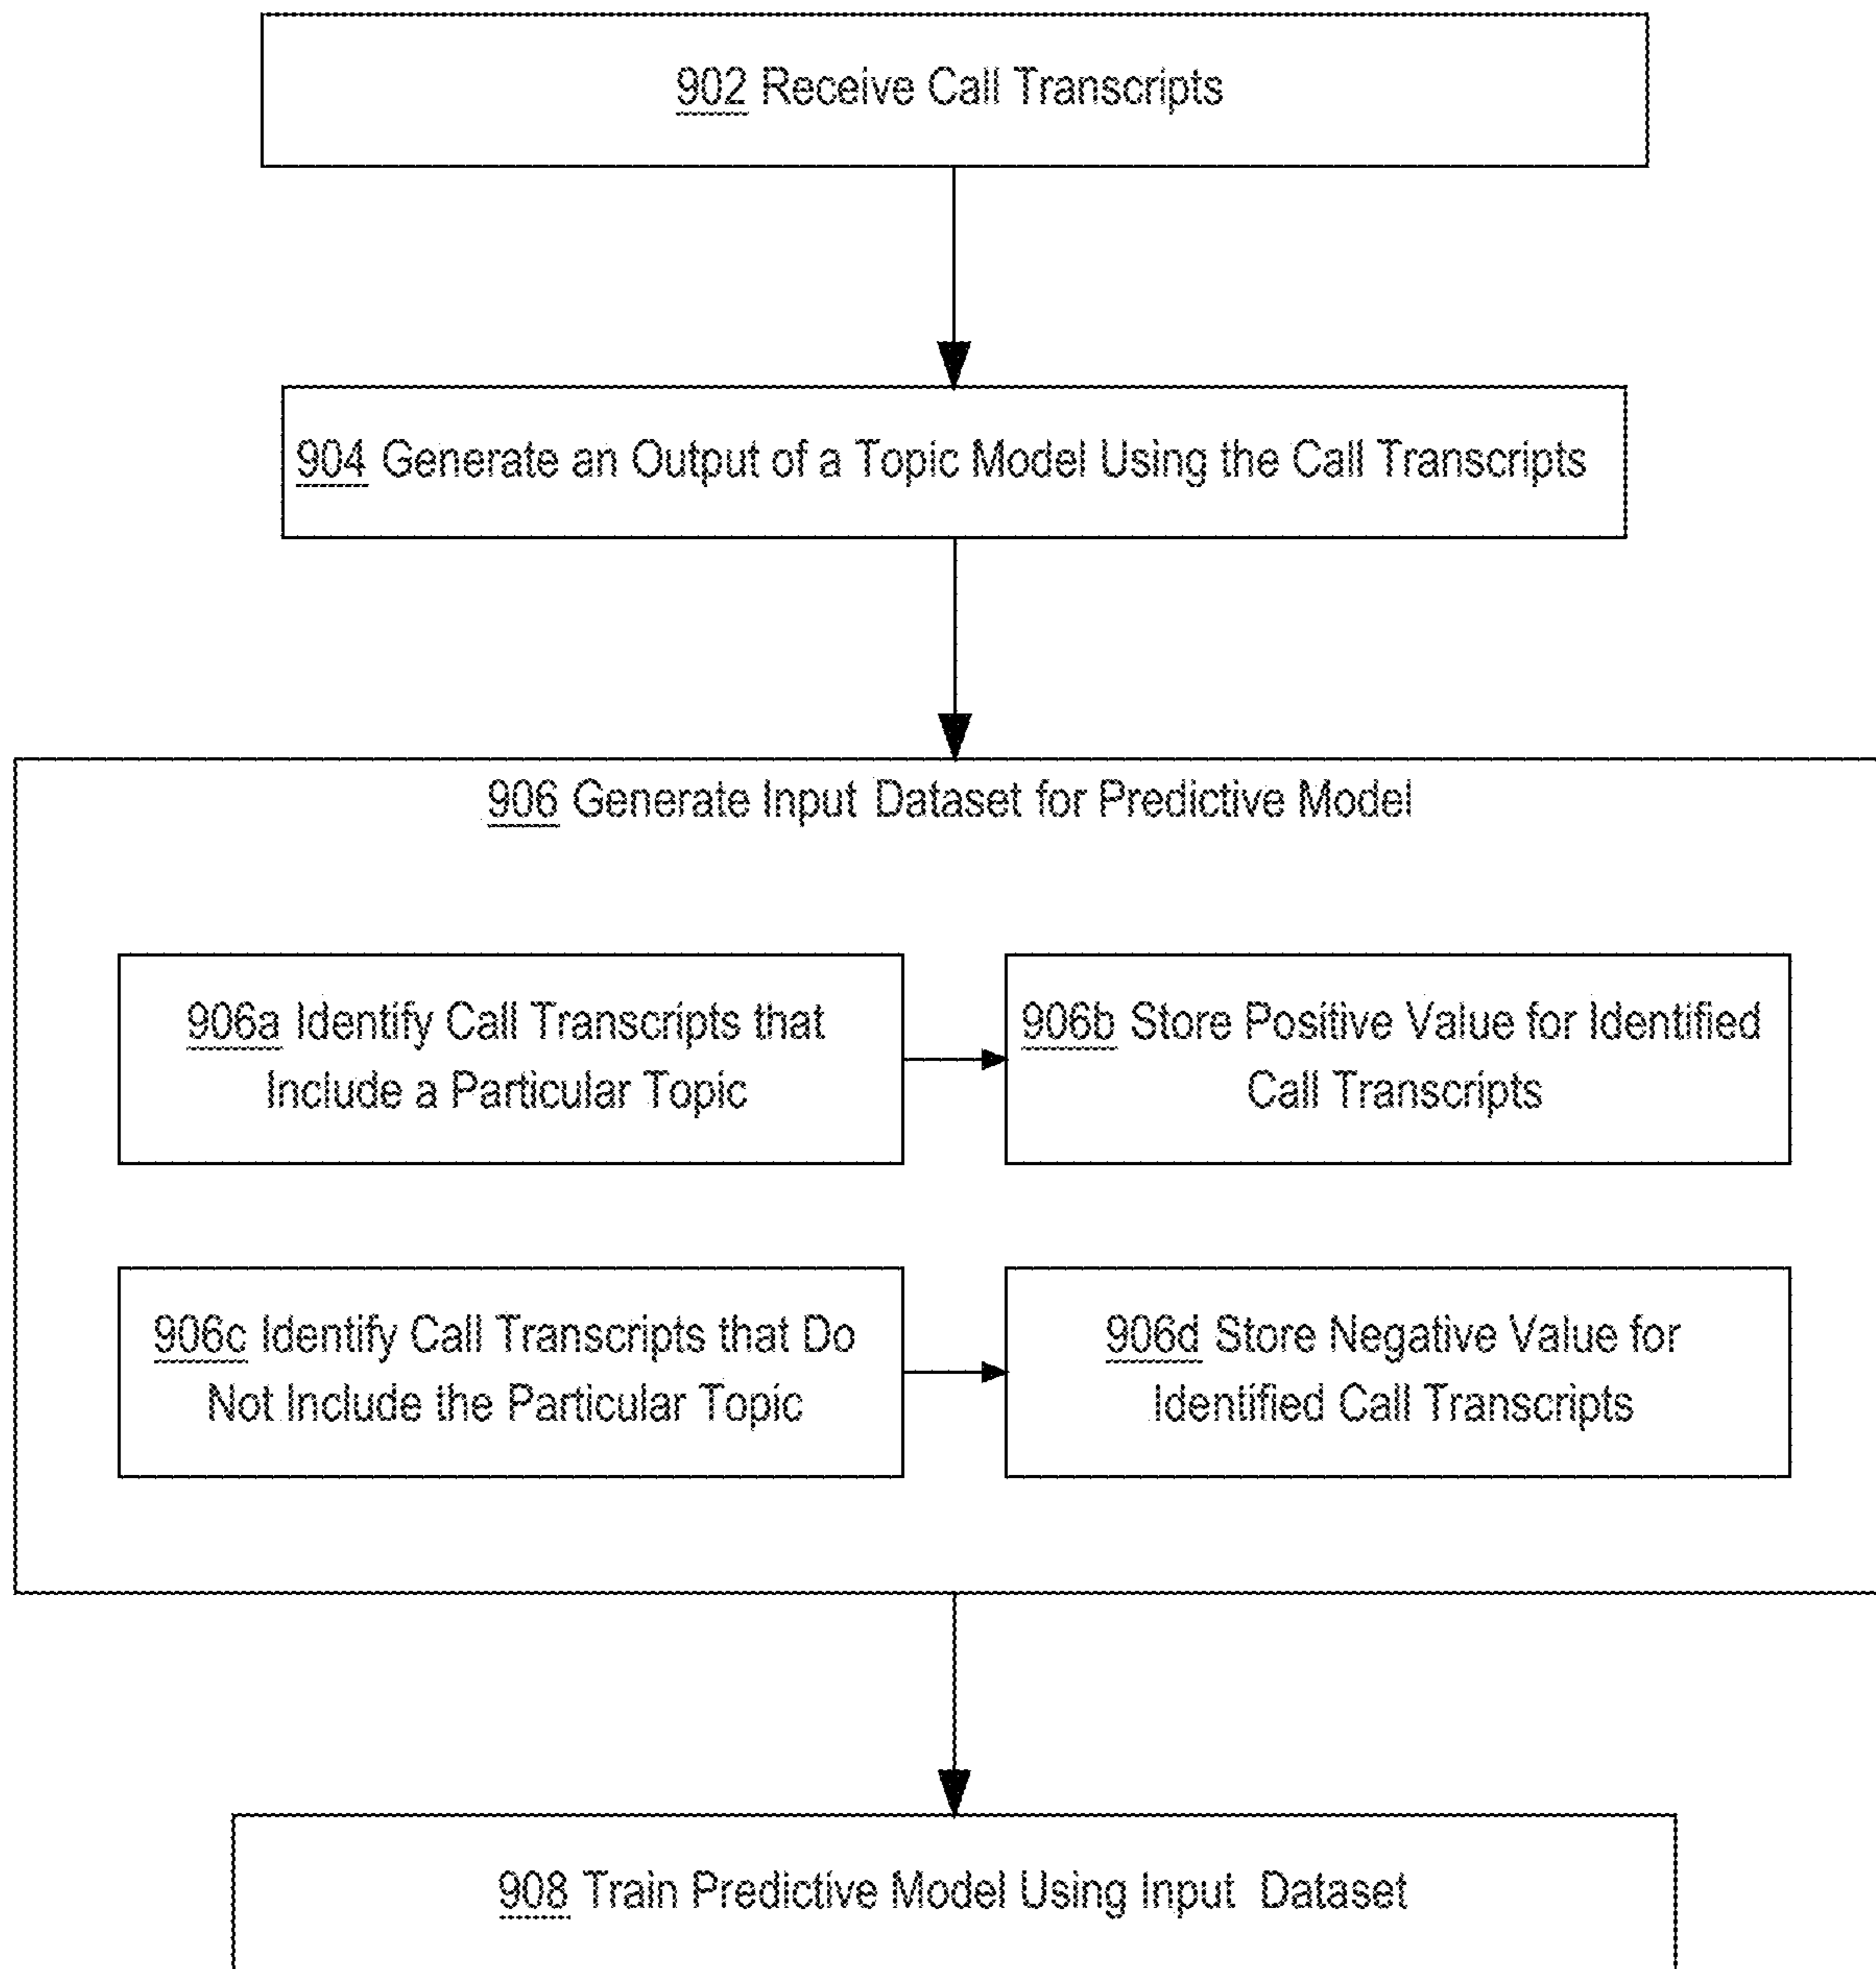 902 Receive Call Transcripts
904 Generate an Output of a Topic Model Using the Call Transcripts
906 Generate Input Dataset for Predictive Model
906a Identify Call Transcripts that
Include a Particular Topic
906b Store Positive Value for Identified
Call Transcripts
906c Identify Call Transcripts that Do
Not Include the Particular Topic
906d Store Negative Value for
Identified Call Transcripts
908 Train Predictive Model Using Input Dataset